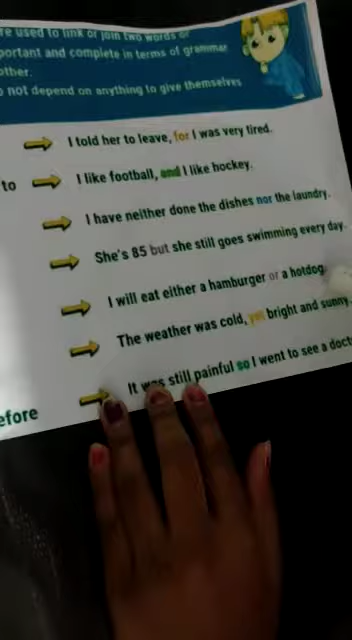 re used to link or join two words or
portant and complete in terms of grammar
other.
not depend on anything to give themselves
I told her to leave, for I was very tired.
to
I like football, and I like hockey.
I have neither done the dishes nor the laundry.
She's 85 but she still goes swimming every day.
I will eat either a hamburger or a hotdog.
The weather was cold, yet bright and sunny.
It was still painful so I went to see a doct
efore